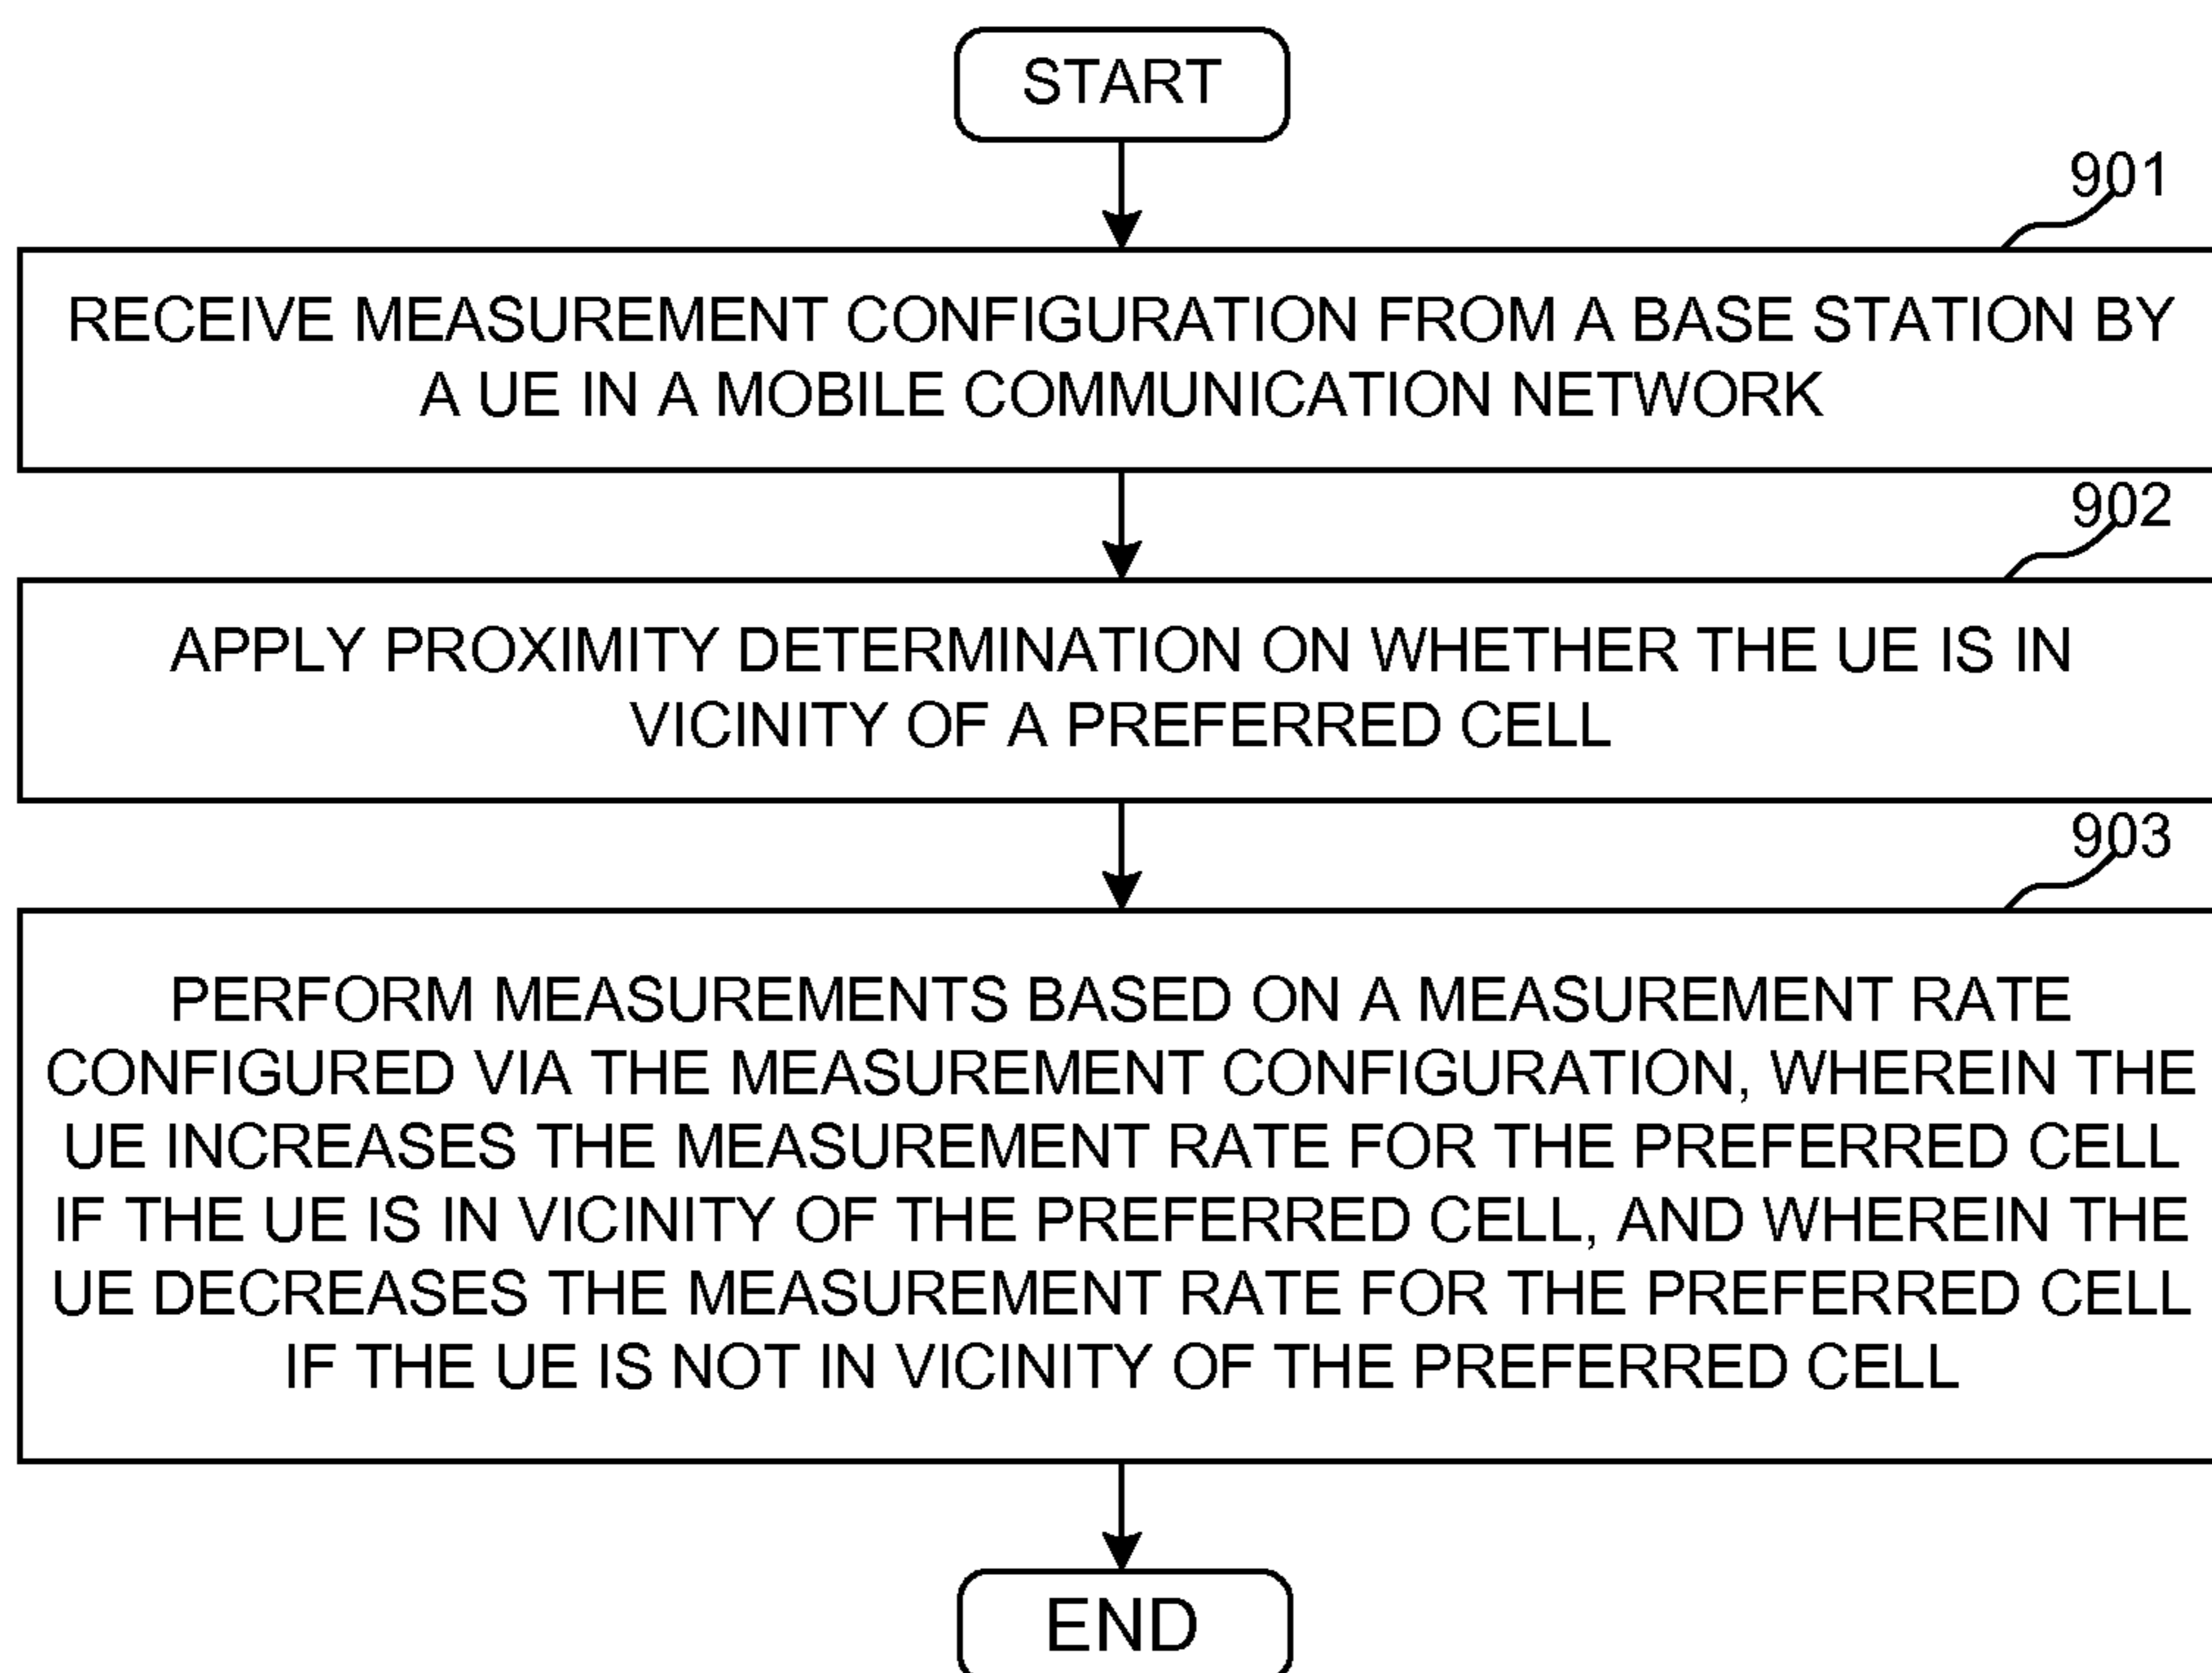 START
901
RECEIVE MEASUREMENT CONFIGURATION FROM A BASE STATION BY
A UE IN A MOBILE COMMUNICATION NETWORK
902
APPLY PROXIMITY DETERMINATION ON WHETHER THE UE IS IN
VICINITY OF A PREFERRED CELL
903
PERFORM MEASUREMENTS BASED ON A MEASUREMENT RATE
CONFIGURED VIA THE MEASUREMENT CONFIGURATION, WHEREIN THE
UE INCREASES THE MEASUREMENT RATE FOR THE PREFERRED CELL
IF THE UE IS IN VICINITY OF THE PREFERRED CELL, AND WHEREIN THE
UE DECREASES THE MEASUREMENT RATE FOR THE PREFERRED CELL
IF THE UE IS NOT IN VICINITY OF THE PREFERRED CELL
END